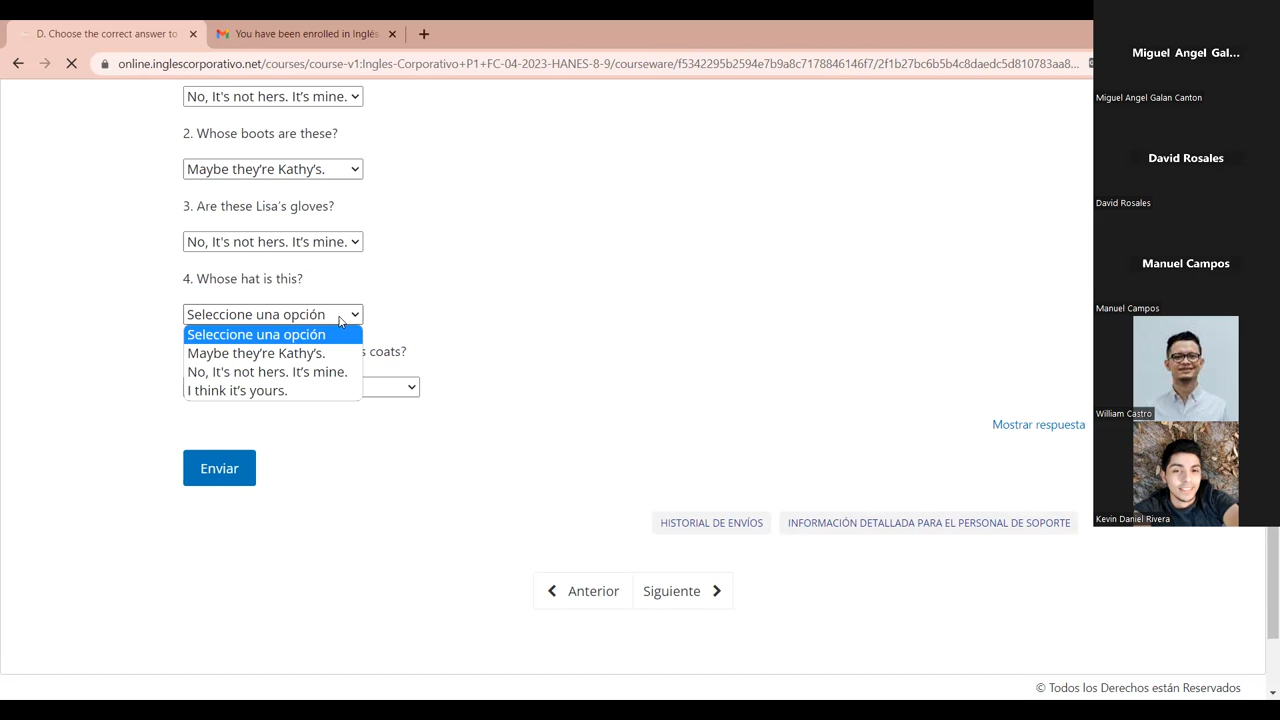 D. Choose the correct answer to
You have been enrolled in Inglés
online.inglescorporativo.net/courses/course-v1:Ingles-Corporativo+P1+FC-04-2023-HANES-8-9/courseware/f5342295b2594e7b9a8c7178846146f7/2f1b27bc6b5b4c8daedc5d810783aa8...
No, It's not hers. It's mine.
2. Whose boots are these?
Maybe they're Kathy's.
3. Are these Lisa's gloves?
No, It's not hers. It's mine.
4. Whose hat is this?
Seleccione una opción
Seleccione una opción
Maybe they're Kathy's.
No, It's not hers. It's mine.
I think it's yours.
s coats?
Mostrar respuesta
Enviar
HISTORIAL DE ENVÍOS
INFORMACIÓN DETALLADA PARA EL PERSONAL DE SOPORTE
Anterior
Siguiente
© Todos los Derechos están Reservados
Miguel Angel Gal...
Miguel Angel Galan Canton
David Rosales
David Rosales
Manuel Campos
Manuel Campos
William Castro
Kevin Daniel Rivera